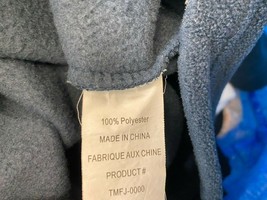 100% Polyester
MADE IN CHINA
FABRIQUE AUX CHINE
PRODUCT #
TMFJ-0000